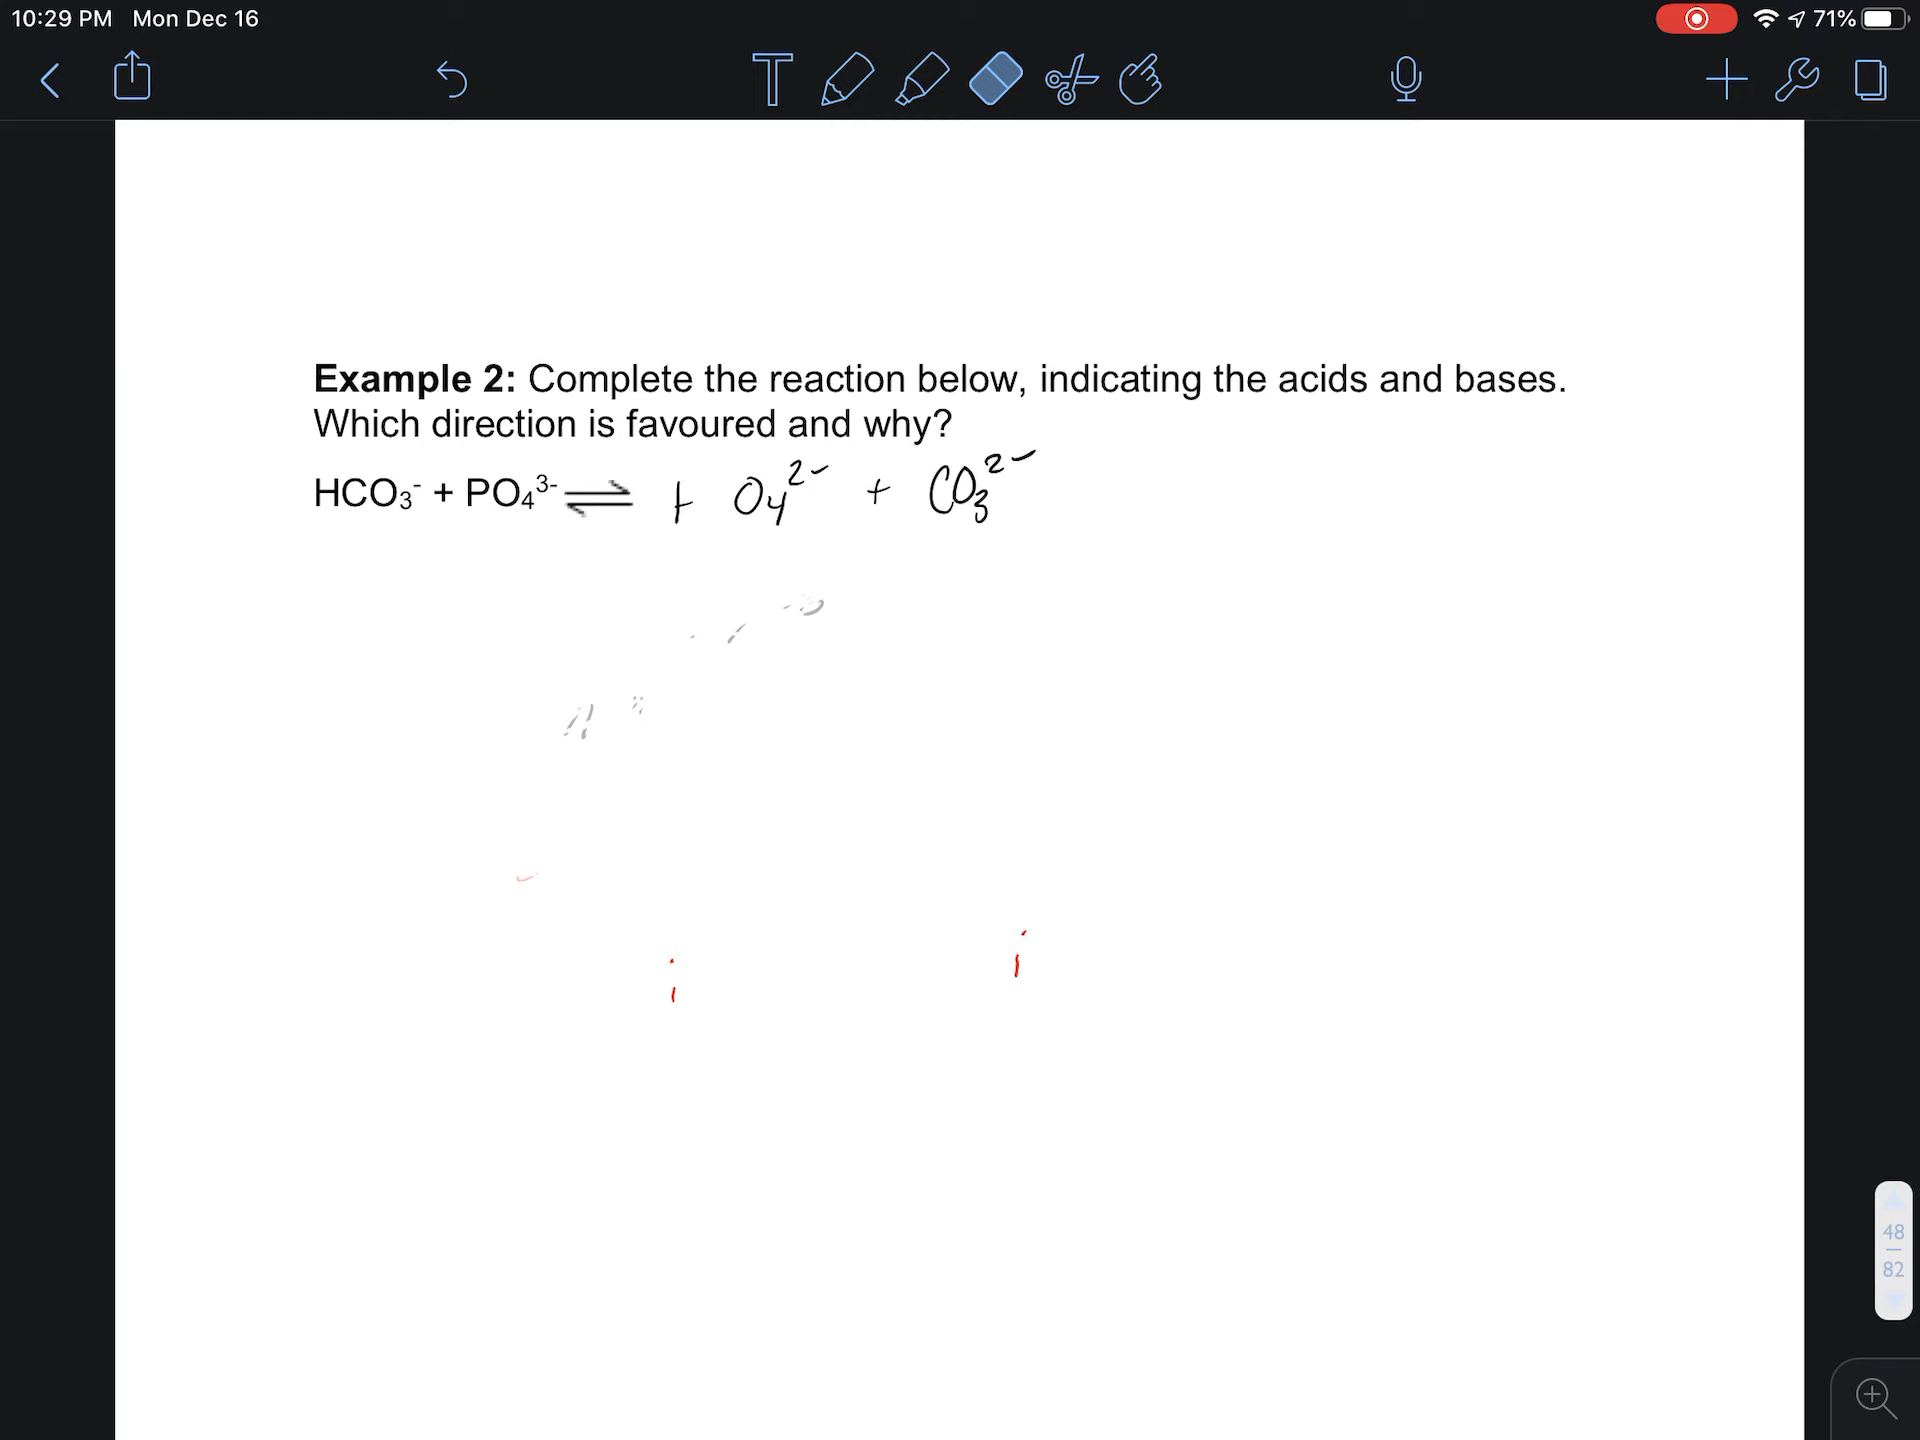 10:29 PM Mon Dec 16
71%
T
Example 2: Complete the reaction below, indicating the acids and bases.
Which direction is favoured and why?
HCO₃⁻ + PO₄³⁻ ⇌ + O₄²⁻ + CO₃²⁻
i
i
48
82